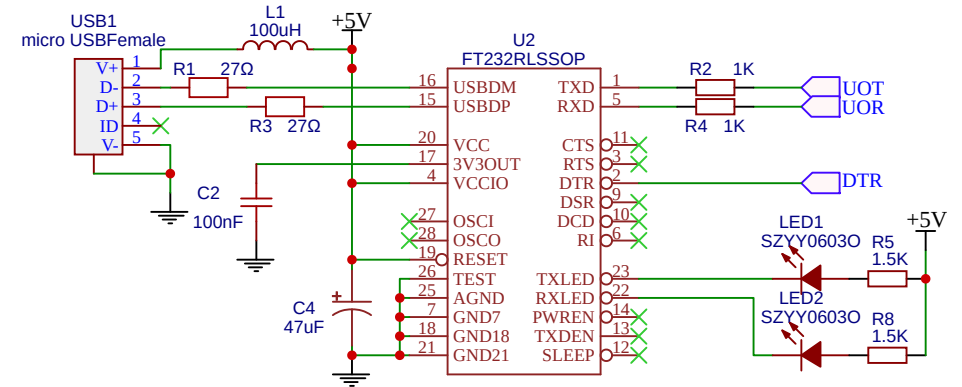 USB1
micro USBFemale
V+ 1
D- 2
D+ 3
ID 4
V- 5
L1
100uH
+5V
R1 27Ω
R3 27Ω
C2
100nF
C4
47uF
U2
FT232RLSSOP
16 USBDM
15 USBDP
20 VCC
17 3V3OUT
4 VCCIO
27 OSCI
28 OSCO
19 RESET
26 TEST
25 AGND
7 GND7
18 GND18
21 GND21
TXD 1
RXD 5
CTS 11
RTS 3
DTR 2
DSR 9
DCD 10
RI 6
TXLED 23
RXLED 22
PWREN 14
TXDEN 13
SLEEP 12
R2 1K
R4 1K
UOT
UOR
DTR
LED1
SZYY0603O
R5
1.5K
+5V
LED2
SZYY0603O
R8
1.5K